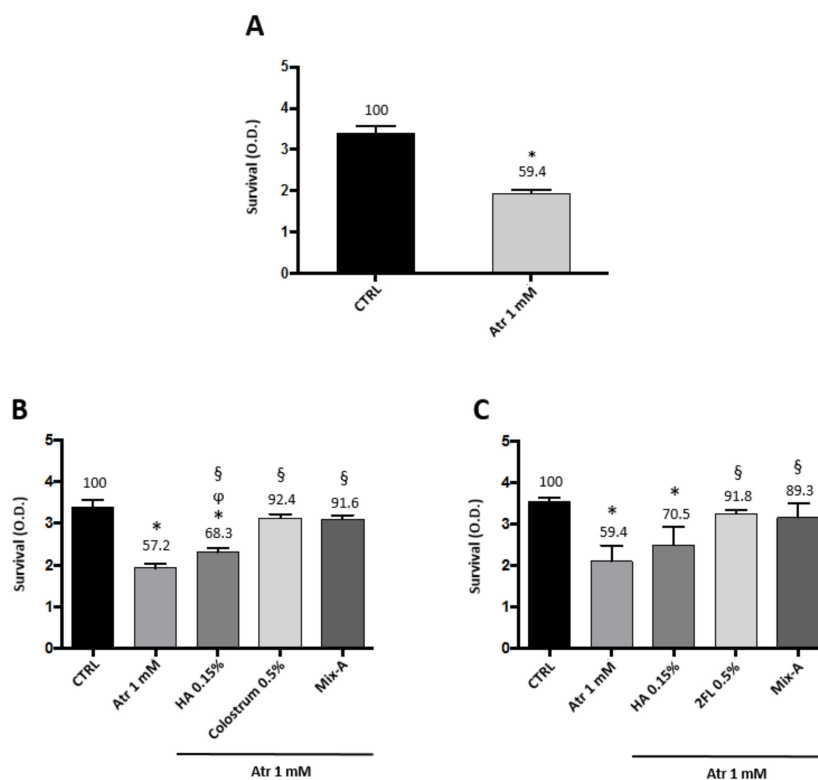 A
Survival (O.D.)
5
4
3
2
1
0
100
*
59.4
CTRL
Atr 1 mM
B
Survival (O.D.)
5
4
3
2
1
0
100
*
57.2
§
φ
*
68.3
§
92.4
§
91.6
CTRL
Atr 1 mM
HA 0.15%
Colostrum 0.5%
Mix-A
Atr 1 mM
C
Survival (O.D.)
5
4
3
2
1
0
100
*
59.4
*
70.5
§
91.8
§
89.3
CTRL
Atr 1 mM
HA 0.15%
2FL 0.5%
Mix-A
Atr 1 mM